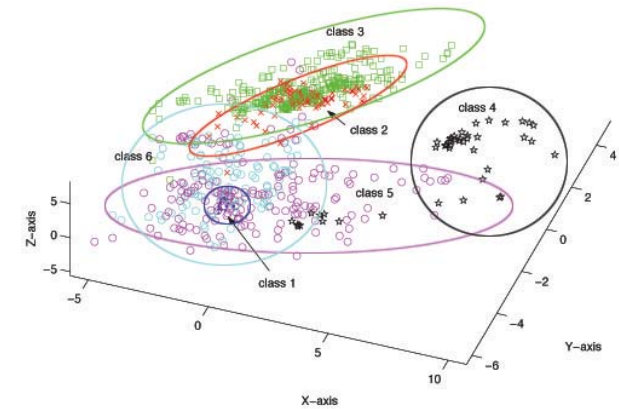 class 3
class 4
class 2
class 6
class 5
class 1
Z-axis
5
0
-5
-5
0
5
10
X-axis
4
2
0
-2
-4
-6
Y-axis